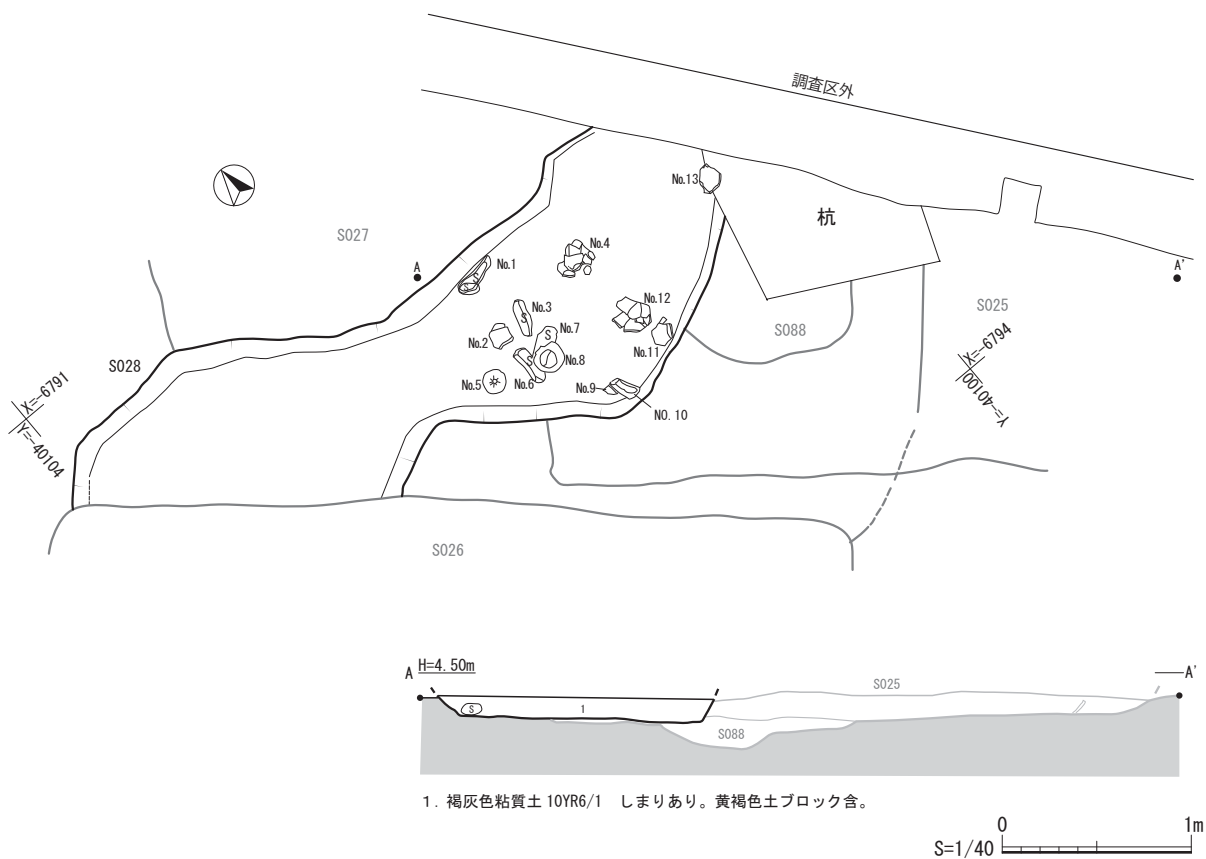 調査区外
No.13
杭
S027
No.4
No.1
A
A'
S025
No.3
No.12
No.7
S088
No.2
No.11
No.8
X=-6794
Y=-40100
S028
No.5
No.6
No.9
NO. 10
X=-6791
Y=-40104
S
S
S
S
S026
A H=4.50m
A'
S025
S
1
S088
1. 褐灰色粘質土 10YR6/1 しまりあり。黄褐色土ブロック含。
0 1m
S=1/40